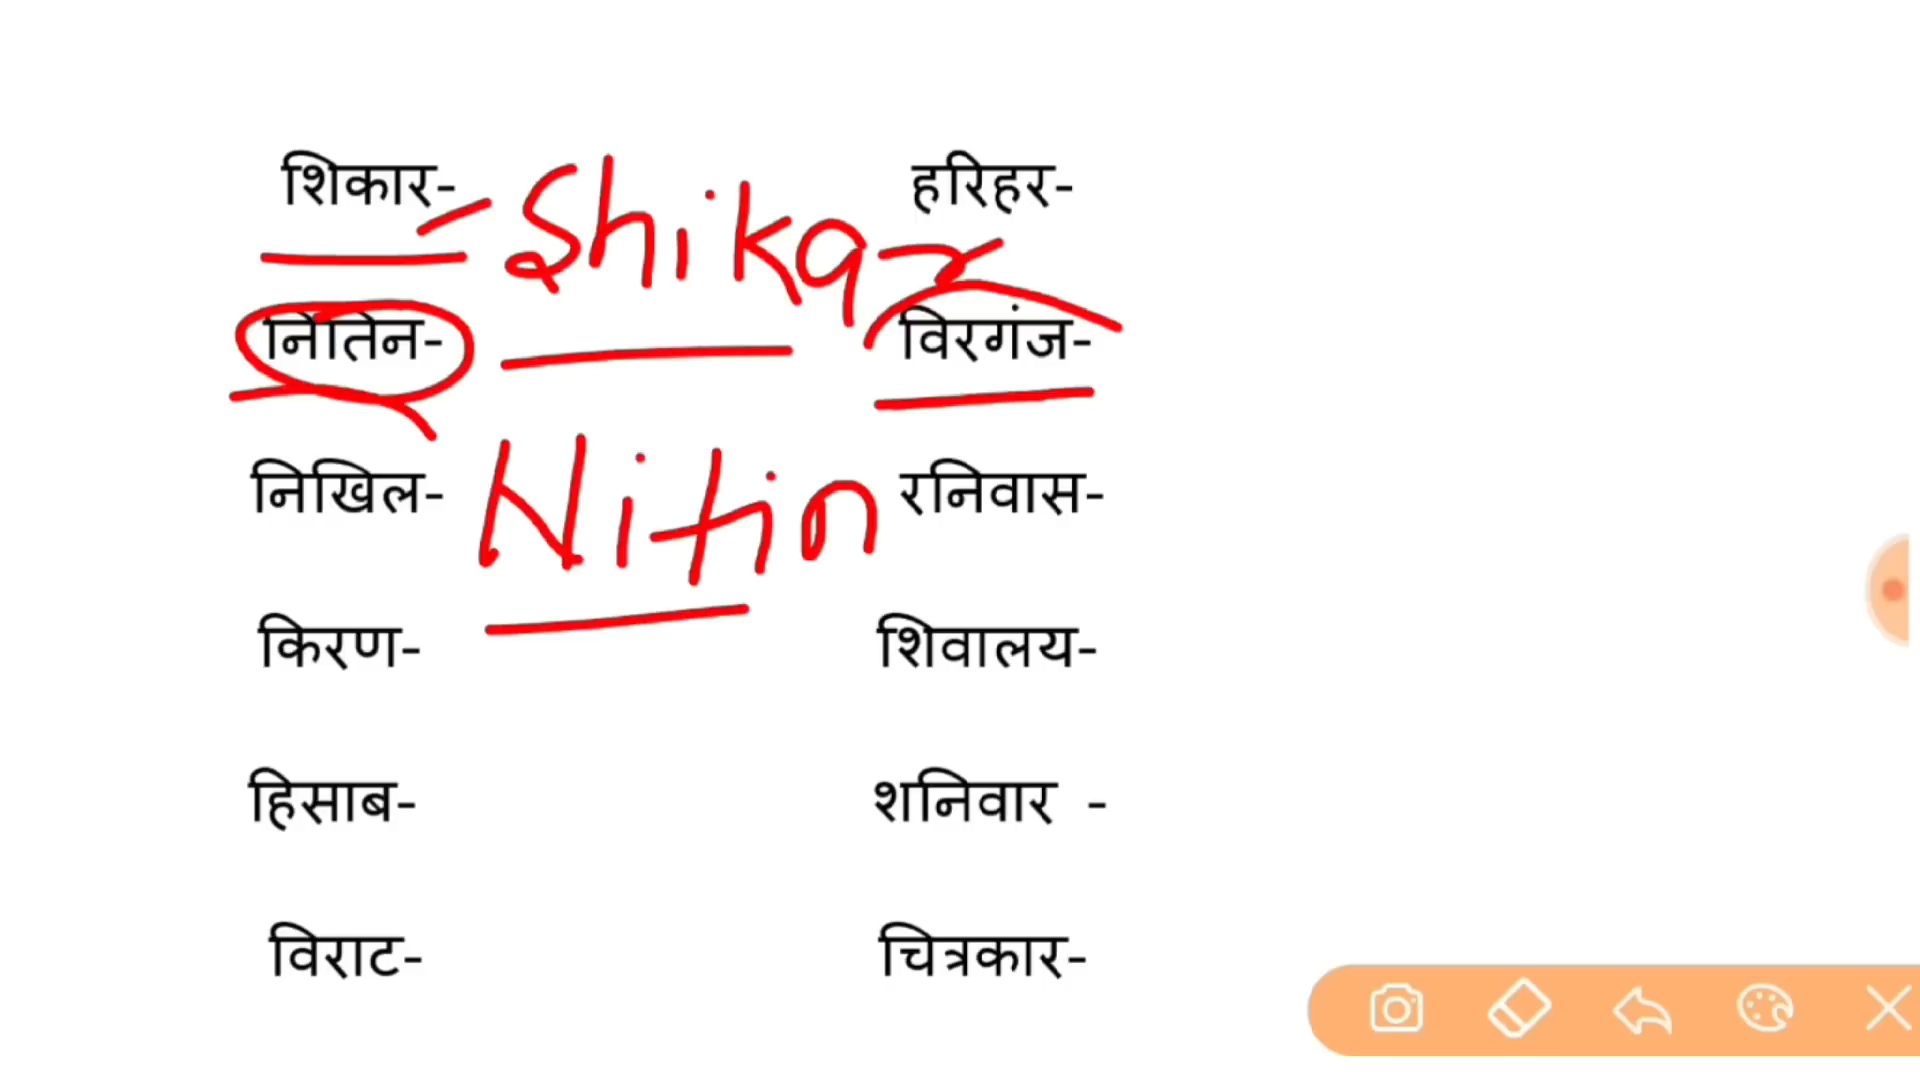 शिकार- Shikar हरिहर-
नितिन- विरगंज-
निखिल- Nitin रनिवास-
किरण- शिवालय-
हिसाब- शनिवार -
विराट- चित्रकार-